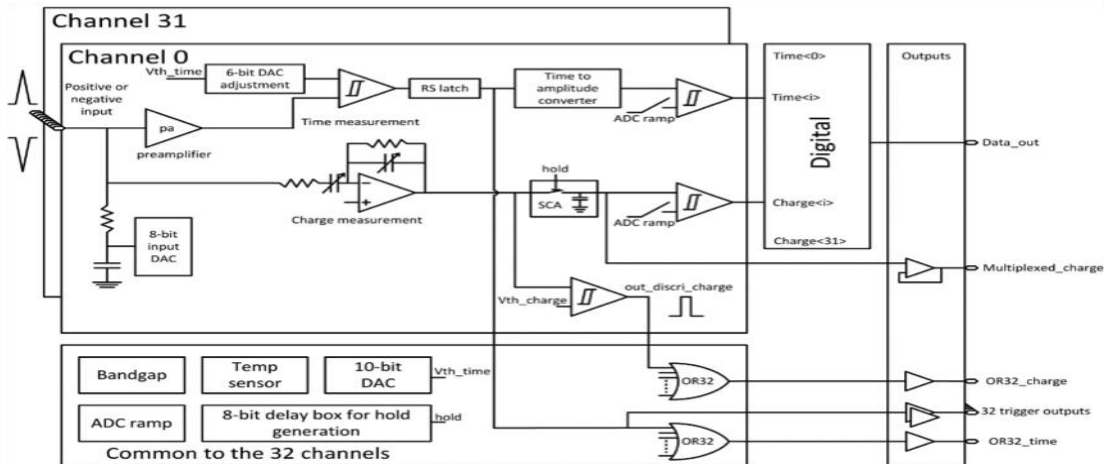 Channel 31
Channel 0
Vth_time
6-bit DAC
adjustment
RS latch
Time to
amplitude
converter
ADC ramp
Time<0>
Time<i>
Outputs
Positive or
negative
input
pa
preamplifier
Time measurement
Digital
Data_out
hold
SCA
ADC ramp
Charge<i>
Charge<31>
Charge measurement
−
+
8-bit
input
DAC
Multiplexed_charge
Vth_charge
out_discri_charge
Bandgap
Temp
sensor
10-bit
DAC
Vth_time
OR32
OR32_charge
ADC ramp
8-bit delay box for hold
generation
hold
32 trigger outputs
OR32
OR32_time
Common to the 32 channels